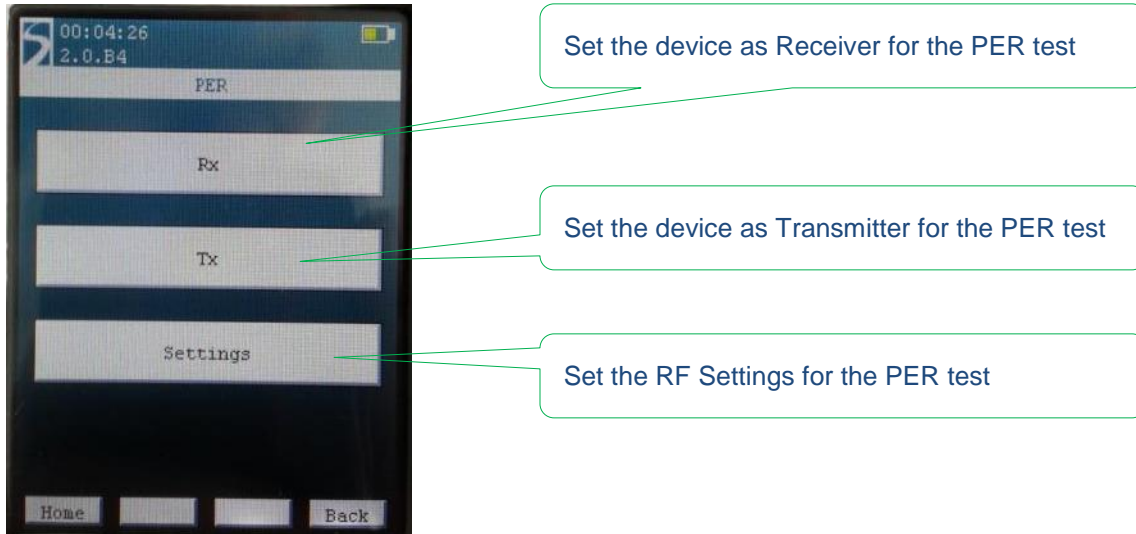 00:04:26
2.0.B4
PER
Rx
Tx
Settings
Home Back
Set the device as Receiver for the PER test
Set the device as Transmitter for the PER test
Set the RF Settings for the PER test